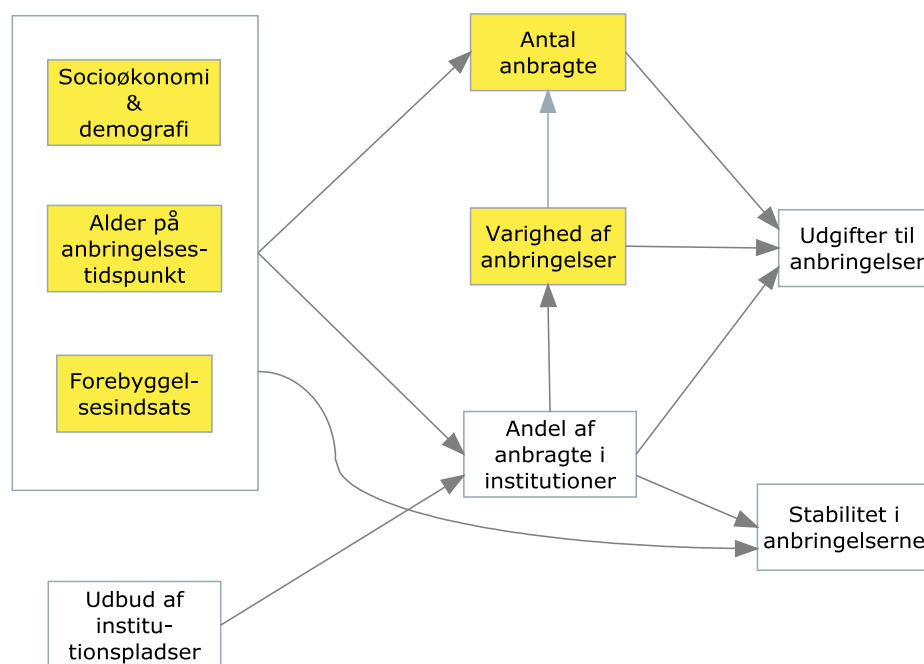 Socioøkonomi
&
demografi
Alder på
anbringelses-
tidspunkt
Forebyggel-
sesindsats
Udbud af
institu-
tionspladser
Antal
anbragte
Varighed af
anbringelser
Andel af
anbragte i
institutioner
Udgifter til
anbringelser
Stabilitet i
anbringelserne